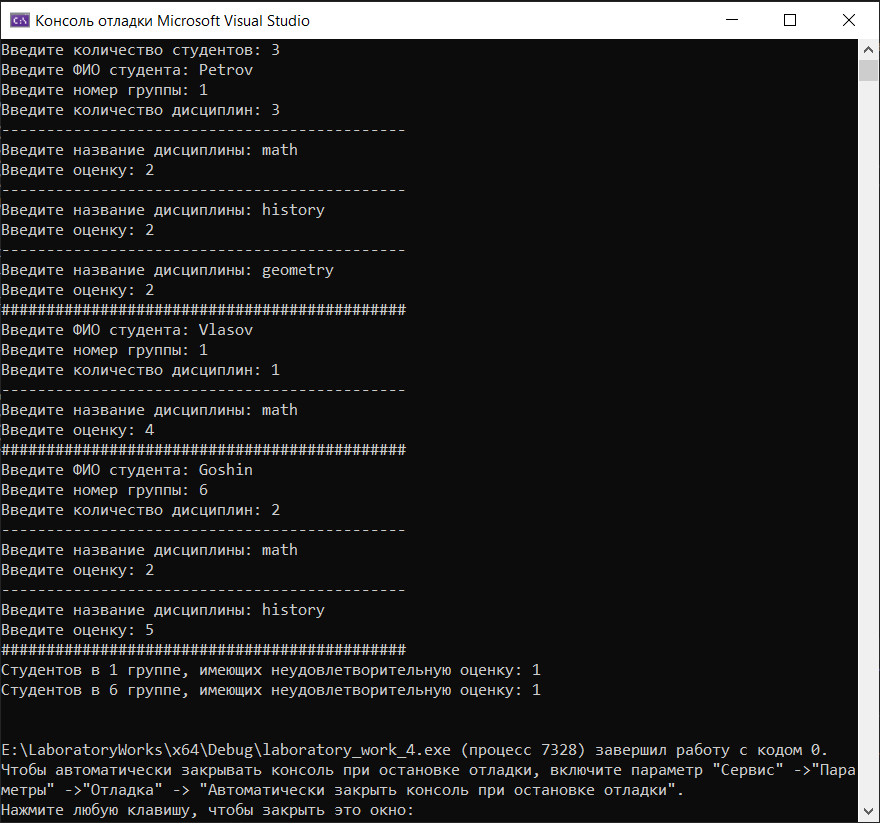 Консоль отладки Microsoft Visual Studio
Введите количество студентов: 3
Введите ФИО студента: Petrov
Введите номер группы: 1
Введите количество дисциплин: 3
---------------------------------------------
Введите название дисциплины: math
Введите оценку: 2
---------------------------------------------
Введите название дисциплины: history
Введите оценку: 2
---------------------------------------------
Введите название дисциплины: geometry
Введите оценку: 2
#############################################
Введите ФИО студента: Vlasov
Введите номер группы: 1
Введите количество дисциплин: 1
---------------------------------------------
Введите название дисциплины: math
Введите оценку: 4
#############################################
Введите ФИО студента: Goshin
Введите номер группы: 6
Введите количество дисциплин: 2
---------------------------------------------
Введите название дисциплины: math
Введите оценку: 2
---------------------------------------------
Введите название дисциплины: history
Введите оценку: 5
#############################################
Студентов в 1 группе, имеющих неудовлетворительную оценку: 1
Студентов в 6 группе, имеющих неудовлетворительную оценку: 1
E:\LaboratoryWorks\x64\Debug\laboratory_work_4.exe (процесс 7328) завершил работу с кодом 0.
Чтобы автоматически закрывать консоль при остановке отладки, включите параметр "Сервис" ->"Пара
метры" ->"Отладка" -> "Автоматически закрыть консоль при остановке отладки".
Нажмите любую клавишу, чтобы закрыть это окно: